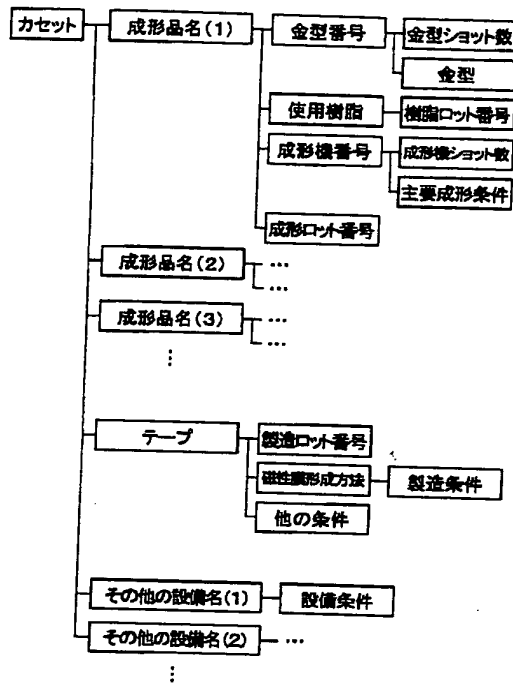 カセット
成形品名(1)
金型番号
金型ショット数
金型
使用樹脂
樹脂ロット番号
成形機番号
成形機ショット数
主要成形条件
成形ロット番号
成形品名(2)
…
…
成形品名(3)
…
…
⋮
テープ
製造ロット番号
磁性膜形成方法
製造条件
他の条件
その他の設備名(1)
設備条件
その他の設備名(2)
…
⋮